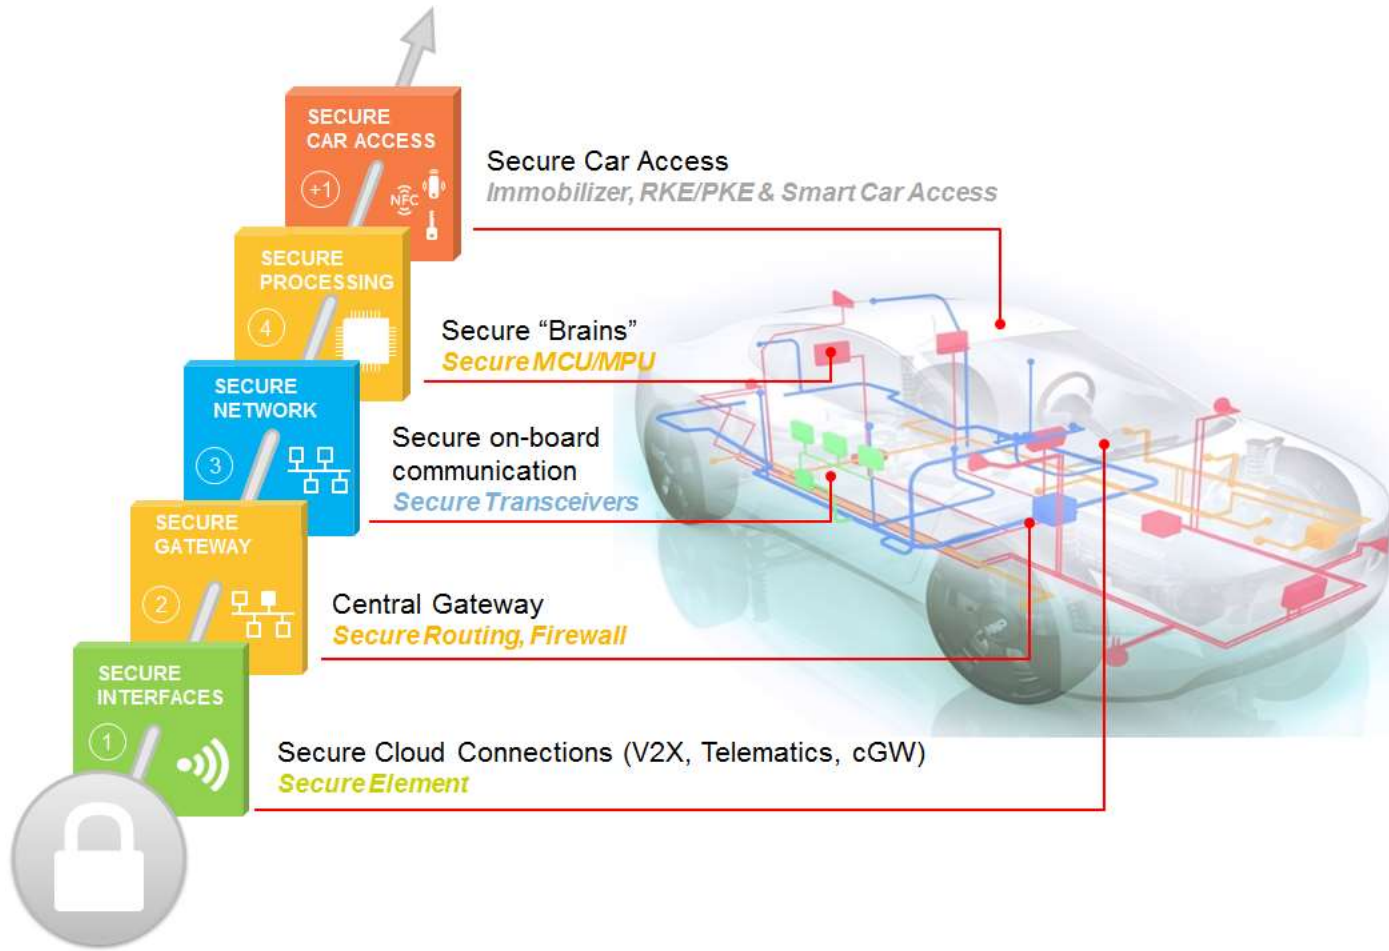 SECURE
CAR ACCESS
+1
NFC
Secure Car Access
Immobilizer, RKE/PKE & Smart Car Access
SECURE
PROCESSING
4
Secure “Brains”
Secure MCU/MPU
SECURE
NETWORK
3
Secure on-board
communication
Secure Transceivers
SECURE
GATEWAY
2
Central Gateway
Secure Routing, Firewall
SECURE
INTERFACES
1
Secure Cloud Connections (V2X, Telematics, cGW)
Secure Element